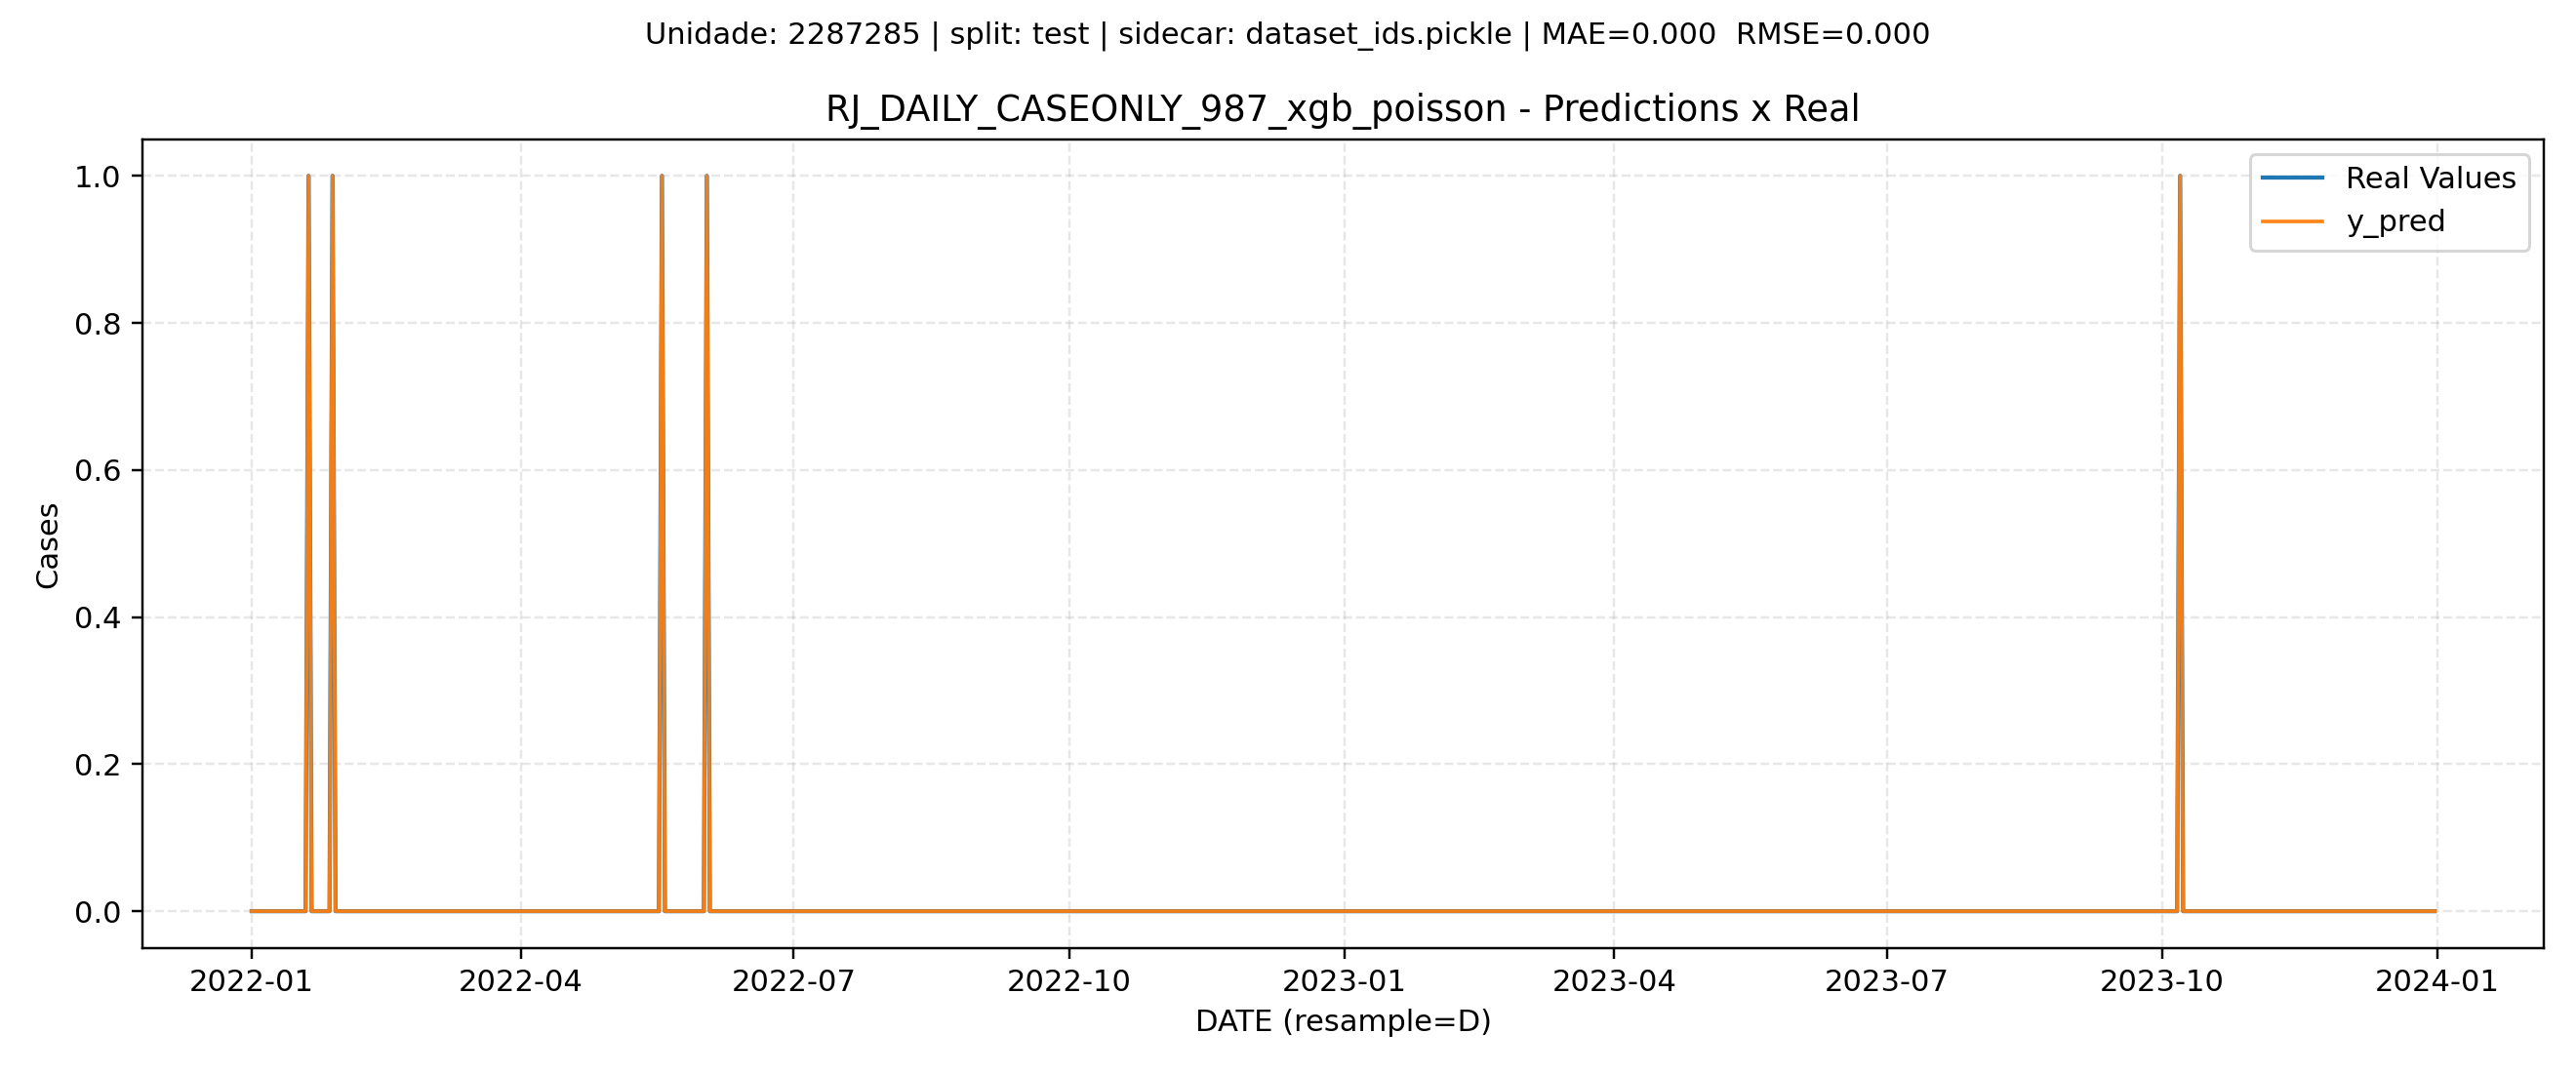 Unidade: 2287285 | split: test | sidecar: dataset_ids.pickle | MAE=0.000  RMSE=0.000
RJ_DAILY_CASEONLY_987_xgb_poisson - Predictions x Real
Real Values
y_pred
Cases
1.0
0.8
0.6
0.4
0.2
0.0
2022-01 2022-04 2022-07 2022-10 2023-01 2023-04 2023-07 2023-10 2024-01
DATE (resample=D)